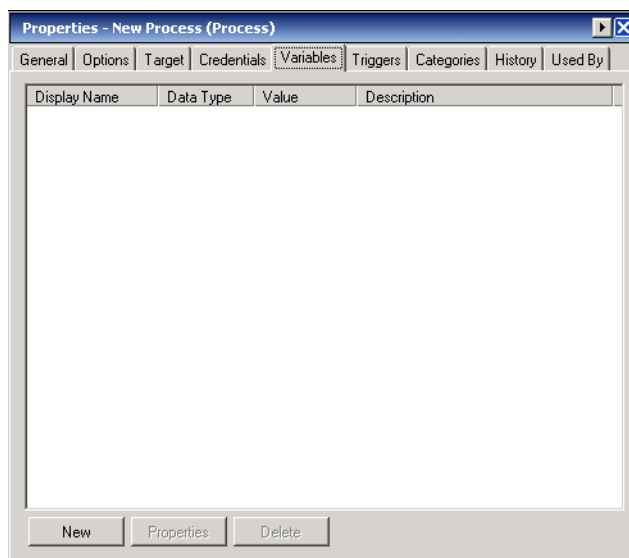 Properties - New Process (Process)
General Options Target Credentials Variables Triggers Categories History Used By
Display Name Data Type Value Description
New Properties Delete